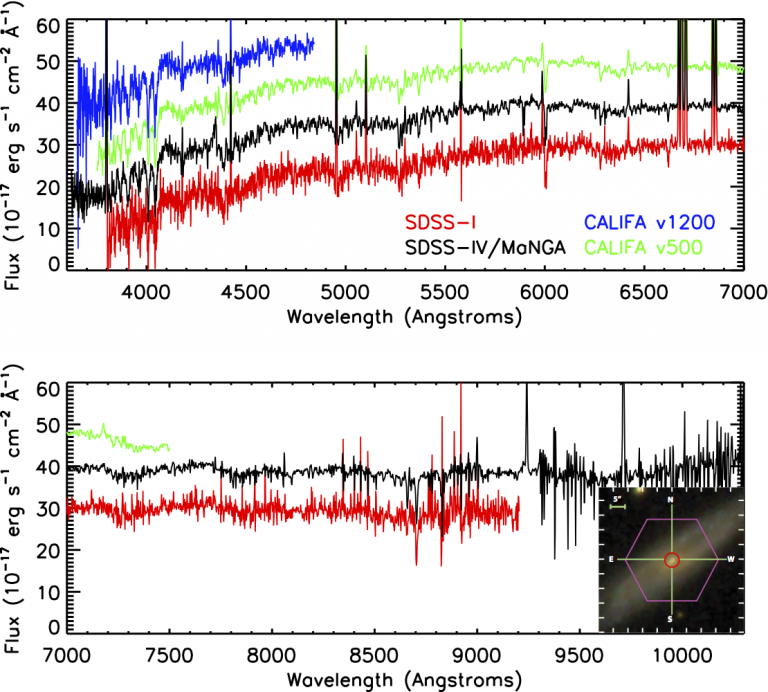 60
50
40
30
20
10
0
Flux (10⁻¹⁷ erg s⁻¹ cm⁻² Å⁻¹)
SDSS-I
CALIFA v1200
SDSS-IV/MaNGA
CALIFA v500
4000 4500 5000 5500 6000 6500 7000
Wavelength (Angstroms)
60
50
40
30
20
10
0
Flux (10⁻¹⁷ erg s⁻¹ cm⁻² Å⁻¹)
5"
N
E
W
S
7000 7500 8000 8500 9000 9500 10000
Wavelength (Angstroms)